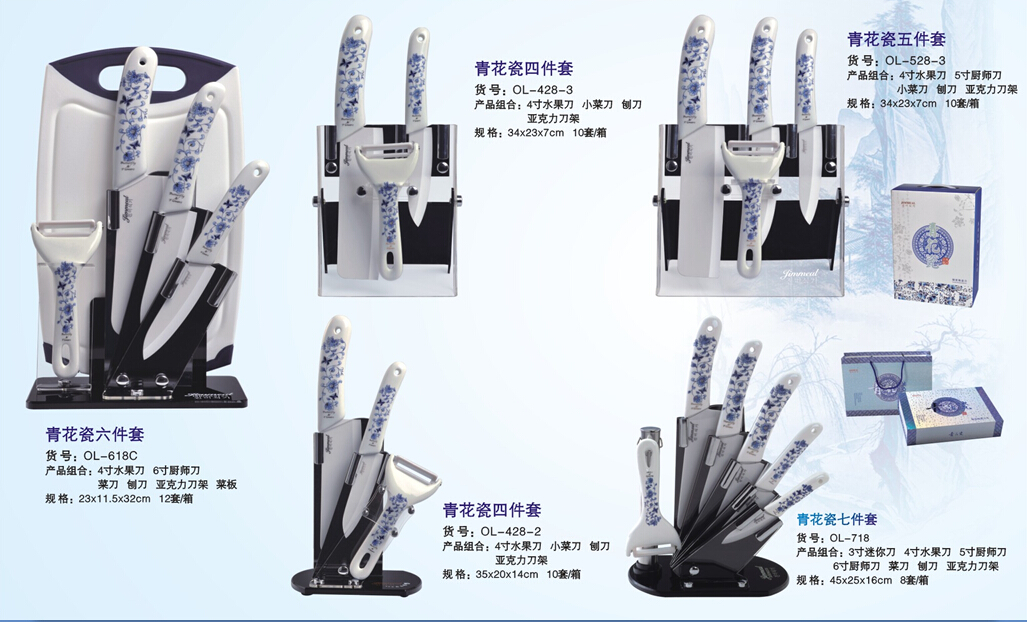 青花瓷四件套
货号：OL-428-3
产品组合：4寸水果刀 小菜刀 刨刀
亚克力刀架
规格：34x23x7cm 10套/箱
青花瓷五件套
货号：OL-528-3
产品组合：4寸水果刀 5寸厨师刀
小菜刀 刨刀 亚克力刀架
规格：34x23x7cm 10套/箱
Jimmeal
青花瓷六件套
货号：OL-618C
产品组合：4寸水果刀 6寸厨师刀
菜刀 刨刀 亚克力刀架 菜板
规格：23x11.5x32cm 12套/箱
青花瓷四件套
货号：OL-428-2
产品组合：4寸水果刀 小菜刀 刨刀
亚克力刀架
规格：35x20x14cm 10套/箱
青花瓷七件套
货号：OL-718
产品组合：3寸迷你刀 4寸水果刀 5寸厨师刀
6寸厨师刀 菜刀 刨刀 亚克力刀架
规格：45x25x16cm 8套/箱